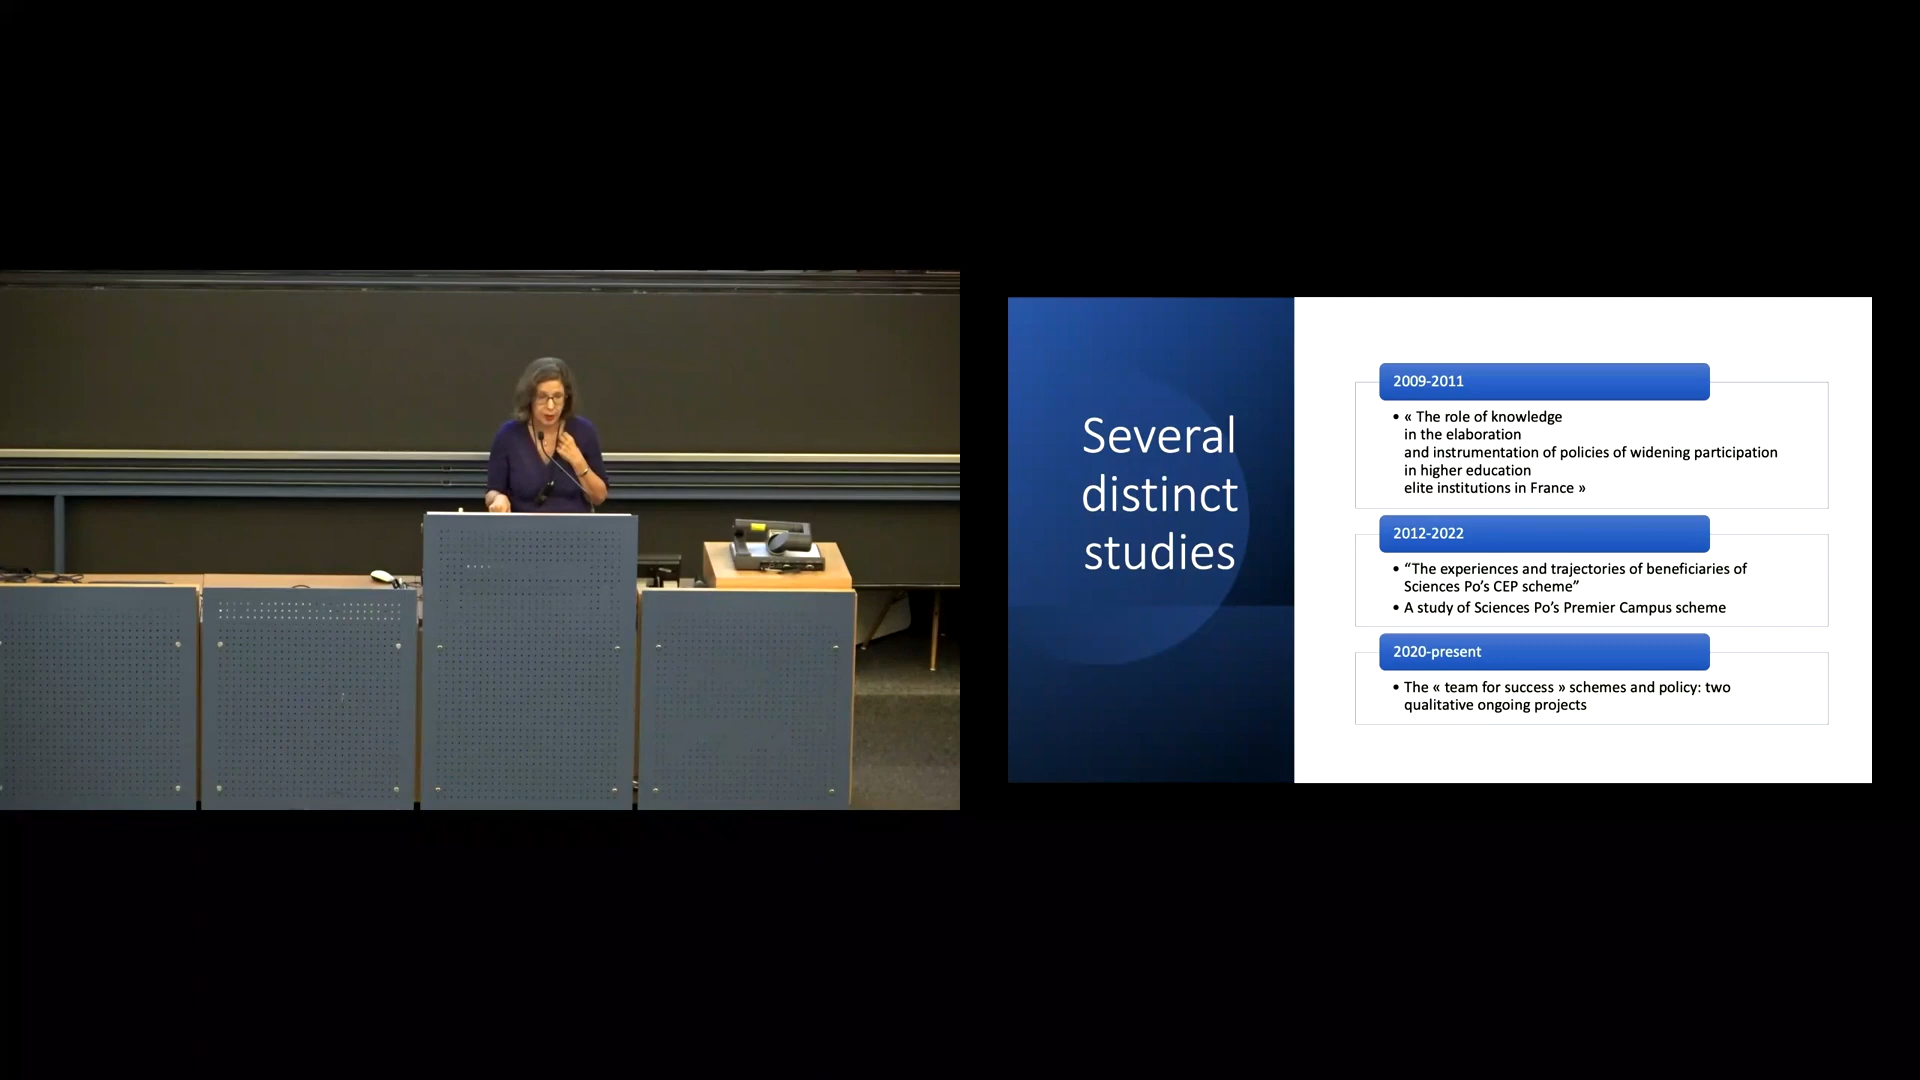 Several
distinct
studies
2009-2011
• « The role of knowledge
in the elaboration
and instrumentation of policies of widening participation
in higher education
elite institutions in France »
2012-2022
• “The experiences and trajectories of beneficiaries of
Sciences Po’s CEP scheme”
• A study of Sciences Po’s Premier Campus scheme
2020-present
• The « team for success » schemes and policy: two
qualitative ongoing projects